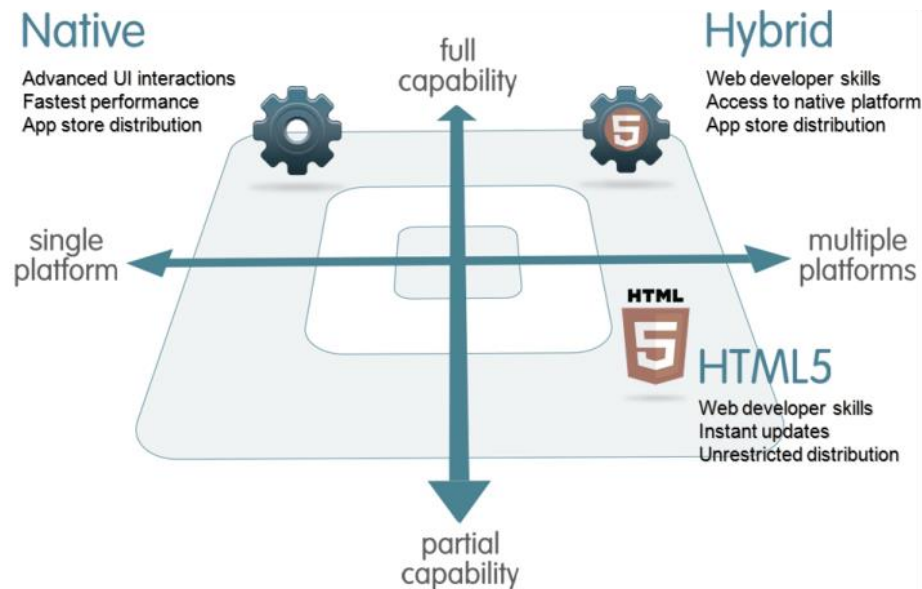 Native
Advanced UI interactions
Fastest performance
App store distribution
full
capability
Hybrid
Web developer skills
Access to native platform
App store distribution
5
single
platform
multiple
platforms
HTML
5
HTML5
Web developer skills
Instant updates
Unrestricted distribution
partial
capability